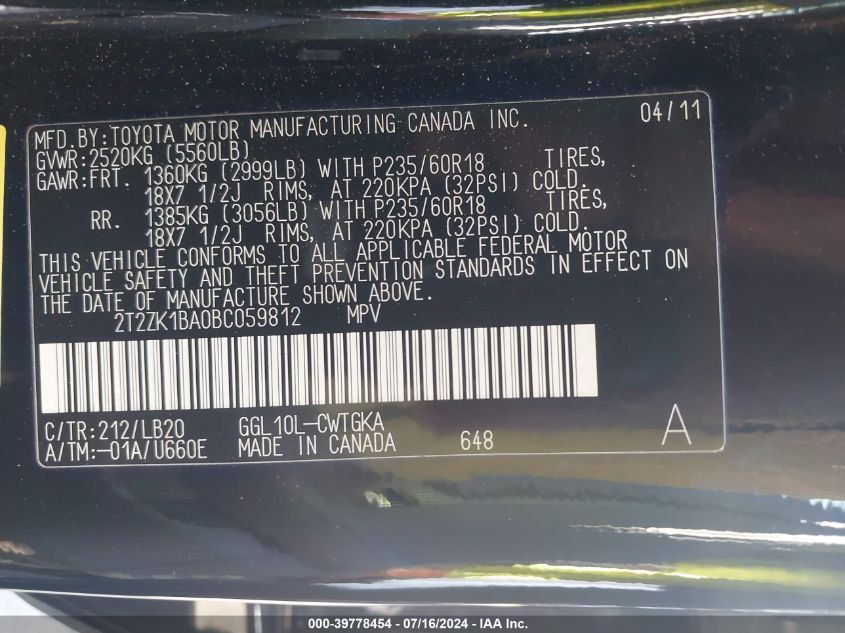 04/11
MFD.BY:TOYOTA MOTOR MANUFACTURING CANADA INC.
GVWR:2520KG (5560LB)
GAWR:FRT. 1360KG (2999LB) WITH P235/60R18 TIRES,
18X7 1/2J RIMS, AT 220KPA (32PSI) COLD.
RR. 1385KG (3056LB) WITH P235/60R18 TIRES,
18X7 1/2J RIMS, AT 220KPA (32PSI) COLD.
THIS VEHICLE CONFORMS TO ALL APPLICABLE FEDERAL MOTOR
VEHICLE SAFETY AND THEFT PREVENTION STANDARDS IN EFFECT ON
THE DATE OF MANUFACTURE SHOWN ABOVE.
2T2ZK1BA0BC059812 MPV
C/TR:212/LB20 GGL10L-CWTGKA
A/TM:-01A/U660E MADE IN CANADA 648 A
000-39778454 - 07/16/2024 - IAA Inc.